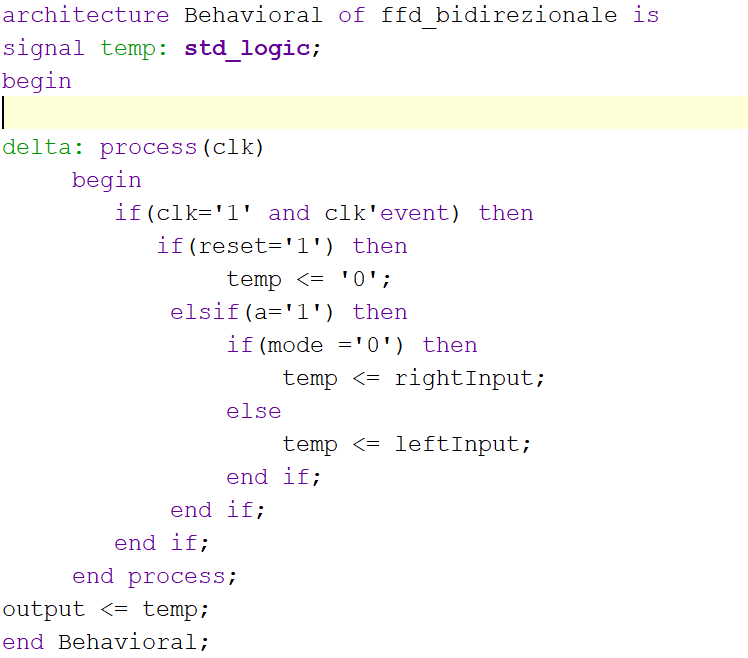 architecture Behavioral of ffd_bidirezionale is
signal temp: std_logic;
begin
delta: process(clk)
begin
if(clk='1' and clk'event) then
if(reset='1') then
temp <= '0';
elsif(a='1') then
if(mode ='0') then
temp <= rightInput;
else
temp <= leftInput;
end if;
end if;
end if;
end process;
output <= temp;
end Behavioral;